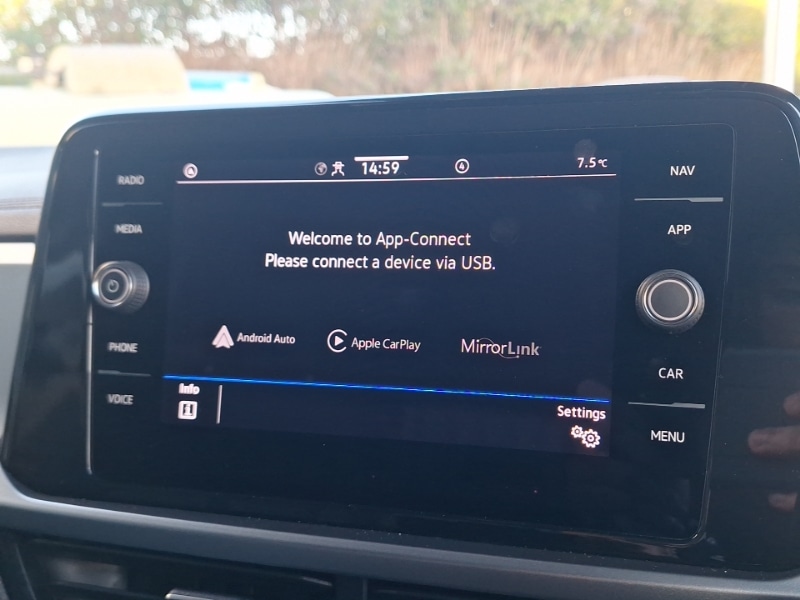 RADIO
MEDIA
PHONE
VOICE
14:59
4
7.5°C
Welcome to App-Connect
Please connect a device via USB.
Android Auto
Apple CarPlay
MirrorLink
Info
Settings
NAV
APP
CAR
MENU